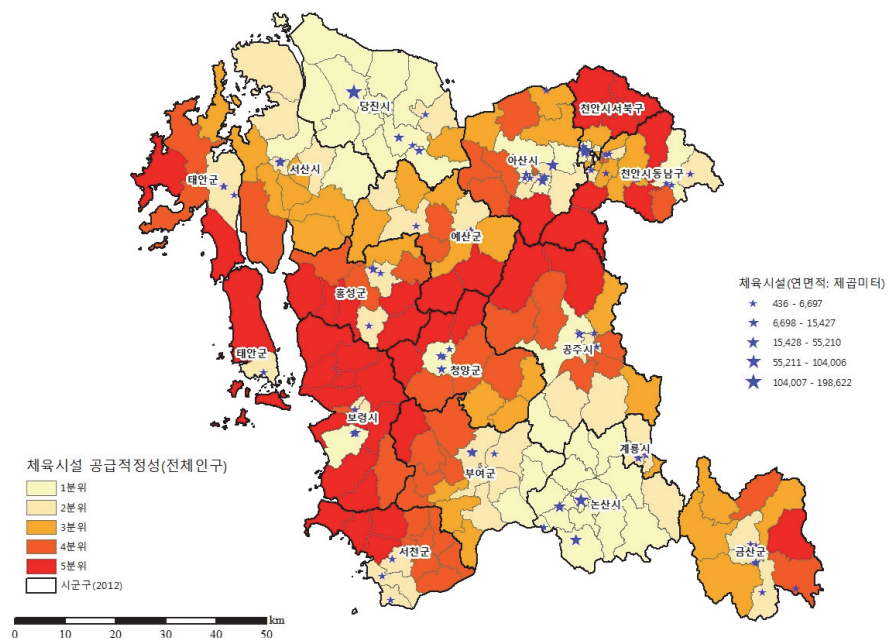 당진시
천안시서북구
아산시
서산시
태안군
천안시동남구
예산군
홍성군
체육시설(연면적: 제곱미터)
436 - 6,697
6,698 - 15,427
15,428 - 55,210
55,211 - 104,006
104,007 - 198,622
태안군
청양군
공주시
보령시
계룡시
체육시설 공급적정성(전체인구)
1분위
2분위
3분위
4분위
5분위
시군구(2012)
부여군
논산시
서천군
금산군
km
0 10 20 30 40 50